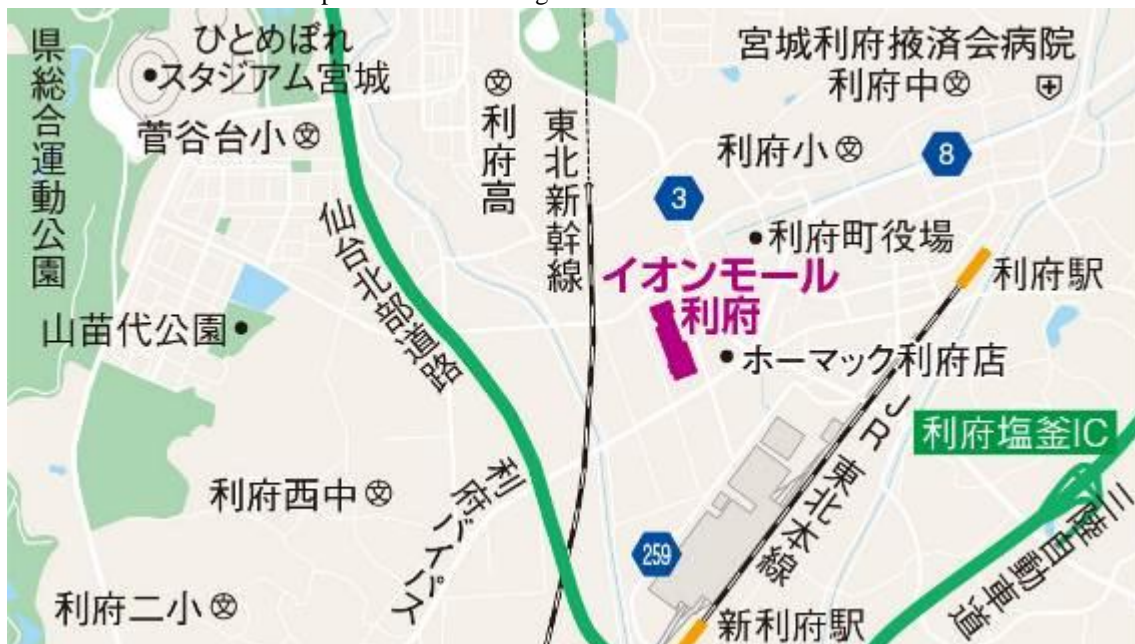 県総合運動公園
ひとめぼれ
スタジアム宮城
菅谷台小
利府高
東北新幹線
宮城利府掖済会病院
利府中
利府小
8
3
利府町役場
イオンモール
利府
利府駅
仙台北部道路
山苗代公園
ホーマック利府店
JR東北本線
利府塩釜IC
利府西中
利府バイパス
259
三陸自動車道
利府二小
新利府駅